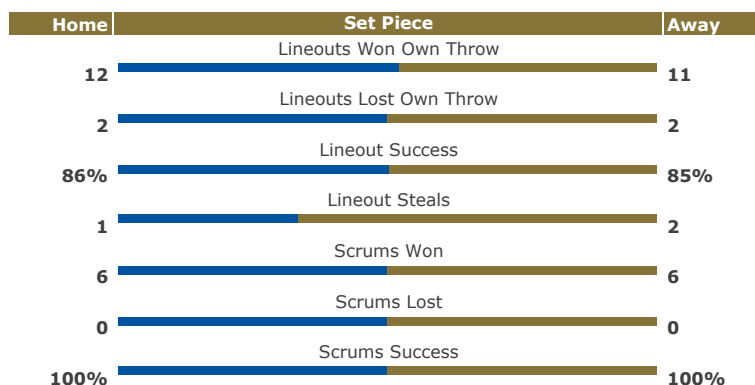 Home Set Piece Away
Lineouts Won Own Throw
12 11
Lineouts Lost Own Throw
2 2
Lineout Success
86% 85%
Lineout Steals
1 2
Scrums Won
6 6
Scrums Lost
0 0
Scrums Success
100% 100%